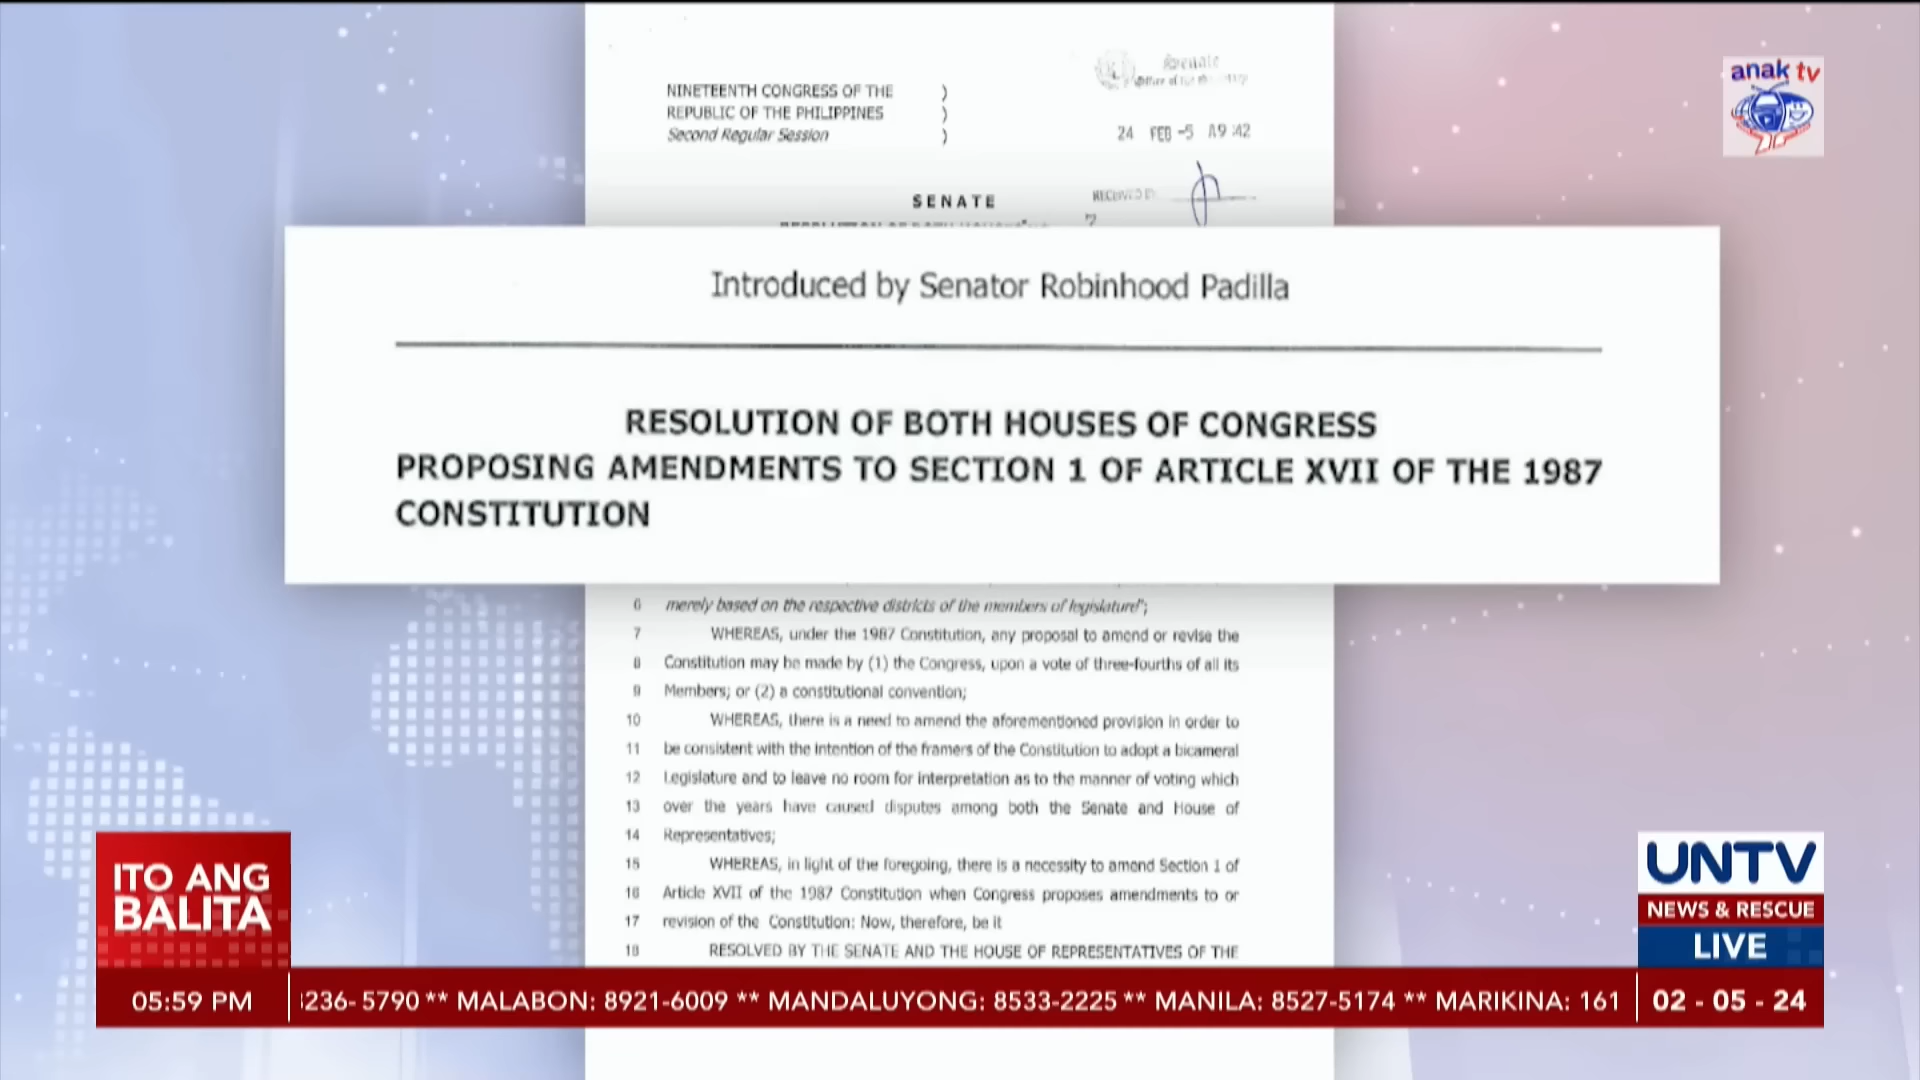 NINETEENTH CONGRESS OF THE )
REPUBLIC OF THE PHILIPPINES )
Second Regular Session )
Senate
Office of the Secretary
24 FEB -5 A9:42
SENATE
RECEIVED BY
anak tv
Introduced by Senator Robinhood Padilla
RESOLUTION OF BOTH HOUSES OF CONGRESS
PROPOSING AMENDMENTS TO SECTION 1 OF ARTICLE XVII OF THE 1987
CONSTITUTION
6 merely based on the respective districts of the members of legislature";
7 WHEREAS, under the 1987 Constitution, any proposal to amend or revise the
8 Constitution may be made by (1) the Congress, upon a vote of three-fourths of all its
9 Members; or (2) a constitutional convention;
10 WHEREAS, there is a need to amend the aforementioned provision in order to
11 be consistent with the intention of the framers of the Constitution to adopt a bicameral
12 Legislature and to leave no room for interpretation as to the manner of voting which
13 over the years have caused disputes among both the Senate and House of
14 Representatives;
15 WHEREAS, in light of the foregoing, there is a necessity to amend Section 1 of
16 Article XVII of the 1987 Constitution when Congress proposes amendments to or
17 revision of the Constitution: Now, therefore, be it
18 RESOLVED BY THE SENATE AND THE HOUSE OF REPRESENTATIVES OF THE
ITO ANG
BALITA
UNTV
NEWS & RESCUE
LIVE
05:59 PM
236- 5790 ** MALABON: 8921-6009 ** MANDALUYONG: 8533-2225 ** MANILA: 8527-5174 ** MARIKINA: 161
02 - 05 - 24